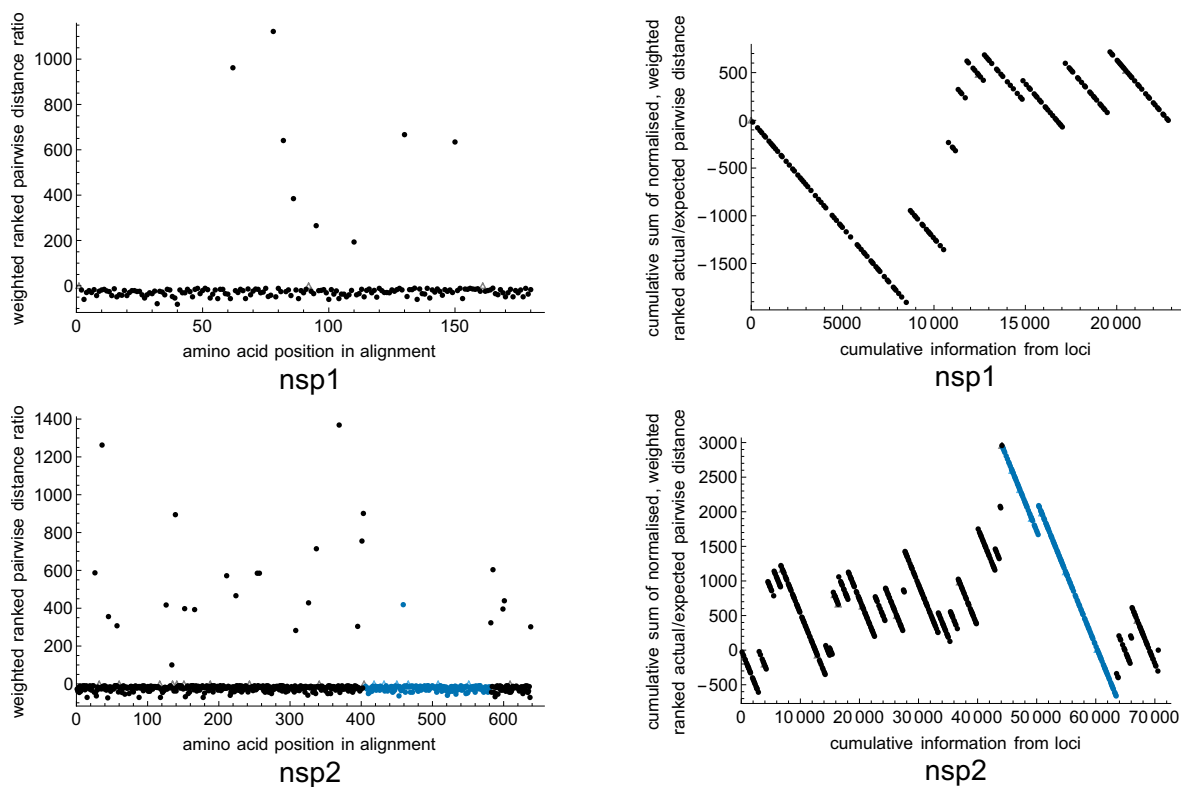 weighted ranked pairwise distance ratio
1000
800
600
400
200
0
0 50 100 150
amino acid position in alignment
nsp1
cumulative sum of normalised, weighted
ranked actual/expected pairwise distance
500
0
−500
−1000
−1500
0 5000 10 000 15 000 20 000
cumulative information from loci
nsp1
weighted ranked pairwise distance ratio
1400
1200
1000
800
600
400
200
0
0 100 200 300 400 500 600
amino acid position in alignment
nsp2
cumulative sum of normalised, weighted
ranked actual/expected pairwise distance
3000
2500
2000
1500
1000
500
0
−500
0 10 000 20 000 30 000 40 000 50 000 60 000 70 000
cumulative information from loci
nsp2